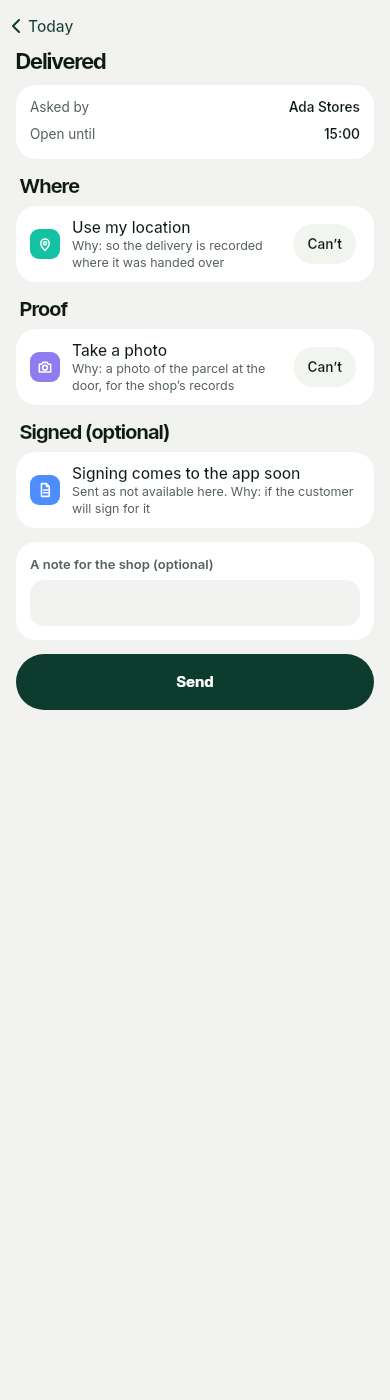 Today
Delivered
Asked by Ada Stores
Open until 15:00
Where
Use my location
Why: so the delivery is recorded
where it was handed over
Can't
Proof
Take a photo
Why: a photo of the parcel at the
door, for the shop's records
Can't
Signed (optional)
Signing comes to the app soon
Sent as not available here. Why: if the customer
will sign for it
A note for the shop (optional)
Send